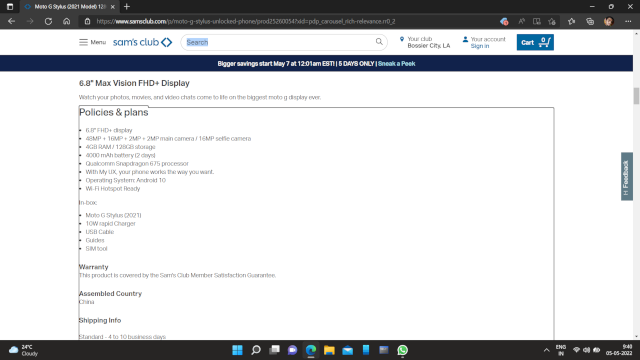 Moto G Stylus (2021 Model) 128
https://www.samsclub.com/p/moto-g-stylus-unlocked-phone/prod25260054?xid=pdp_carousel_rich-relevance.rr0_2
Menu
sam's club
Search
Your club
Bossier City, LA
Your account
Sign in
Cart 0
Bigger savings start May 7 at 12:01am EST! | 5 DAYS ONLY | Sneak a Peek
6.8" Max Vision FHD+ Display
Watch your photos, movies, and video chats come to life on the biggest moto g display ever.
Policies & plans
• 6.8" FHD+ display
• 48MP + 16MP + 2MP + 2MP main camera / 16MP selfie camera
• 4GB RAM / 128GB storage
• 4000 mAh battery (2 days)
• Qualcomm Snapdragon 675 processor
• With My UX, your phone works the way you want.
• Operating System: Android 10
• Wi-Fi Hotspot Ready
In-box:
• Moto G Stylus (2021)
• 10W rapid Charger
• USB Cable
• Guides
• SIM tool
Warranty
This product is covered by the Sam's Club Member Satisfaction Guarantee.
Assembled Country
China
Shipping Info
Standard - 4 to 10 business days
Feedback
24°C
Cloudy
ENG
IN
9:40
05-05-2022